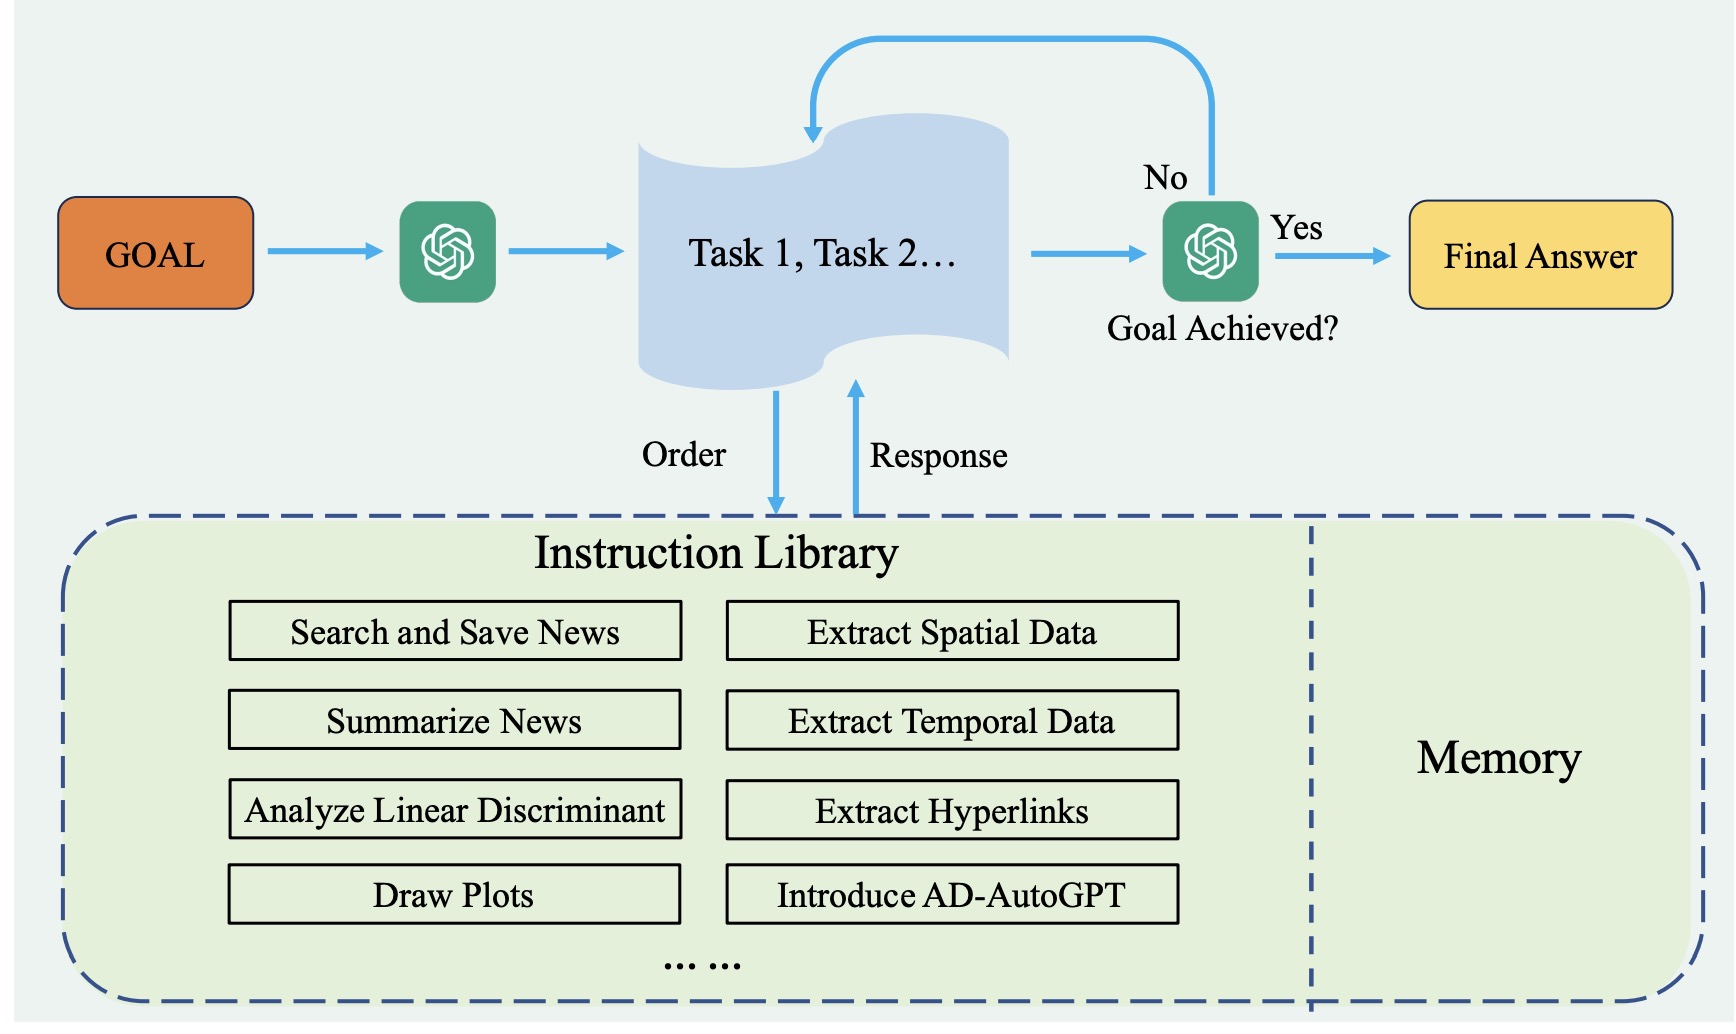 No
GOAL
Task 1, Task 2…
Yes
Final Answer
Goal Achieved?
Order
Response
Instruction Library
Search and Save News
Extract Spatial Data
Summarize News
Extract Temporal Data
Memory
Analyze Linear Discriminant
Extract Hyperlinks
Draw Plots
Introduce AD-AutoGPT
... ...